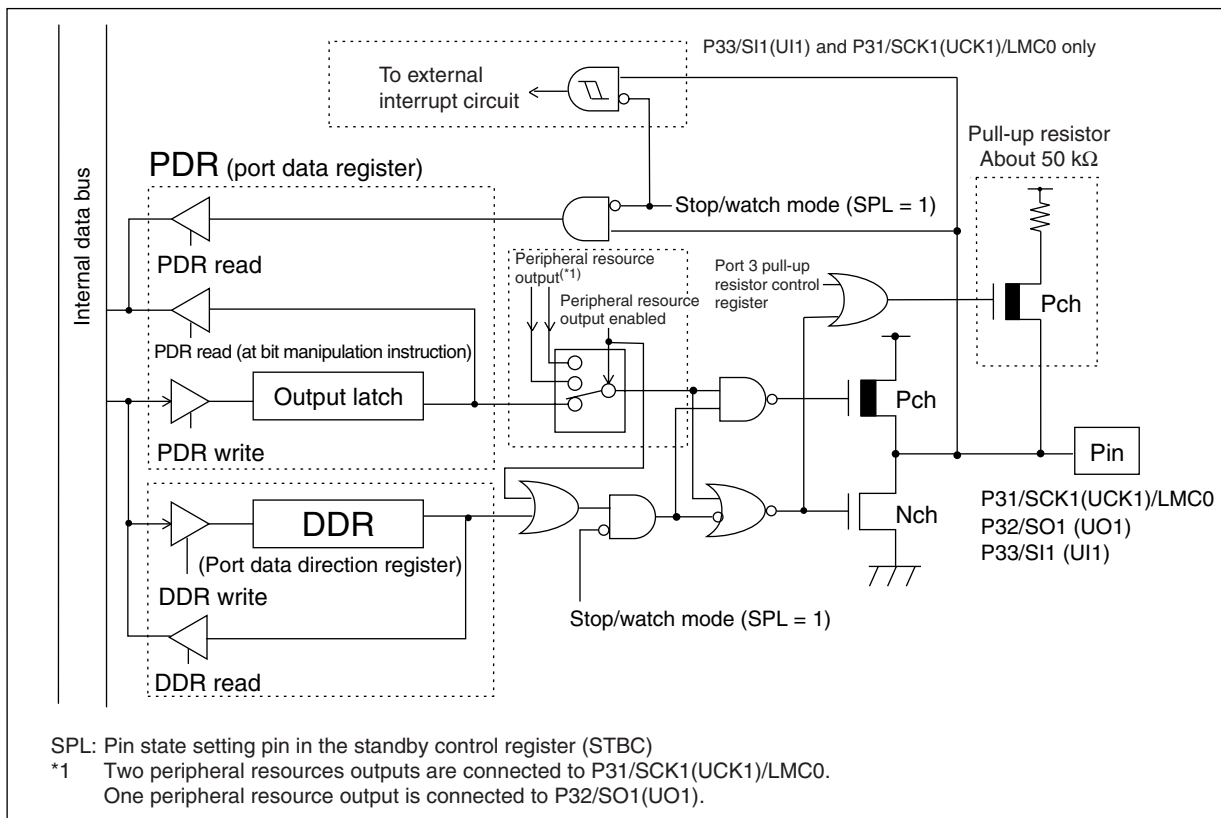 P33/SI1(UI1) and P31/SCK1(UCK1)/LMC0 only
To external
interrupt circuit
Pull-up resistor
About 50 kΩ
Internal data bus
PDR (port data register)
Stop/watch mode (SPL = 1)
PDR read
Peripheral resource
output(*1)
Peripheral resource
output enabled
Port 3 pull-up
resistor control
register
Pch
PDR read (at bit manipulation instruction)
Output latch
Pch
PDR write
Pin
DDR
Nch
P31/SCK1(UCK1)/LMC0
P32/SO1 (UO1)
P33/SI1 (UI1)
(Port data direction register)
DDR write
Stop/watch mode (SPL = 1)
DDR read
SPL: Pin state setting pin in the standby control register (STBC)
*1 Two peripheral resources outputs are connected to P31/SCK1(UCK1)/LMC0.
One peripheral resource output is connected to P32/SO1(UO1).